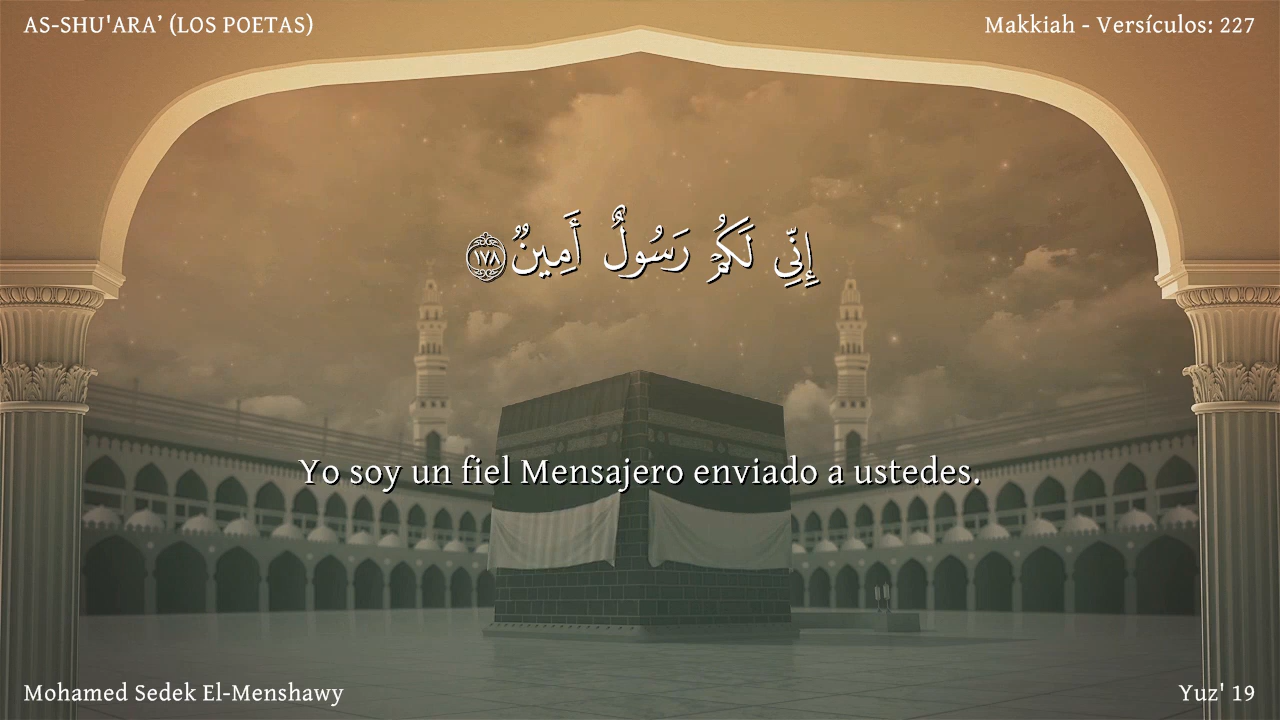 AS-SHU'ARA’ (LOS POETAS)
Makkiah - Versículos: 227
إِنِّي لَكُمْ رَسُولٌ أَمِينٌ ١٧٨
Yo soy un fiel Mensajero enviado a ustedes.
Mohamed Sedek El-Menshawy
Yuz' 19